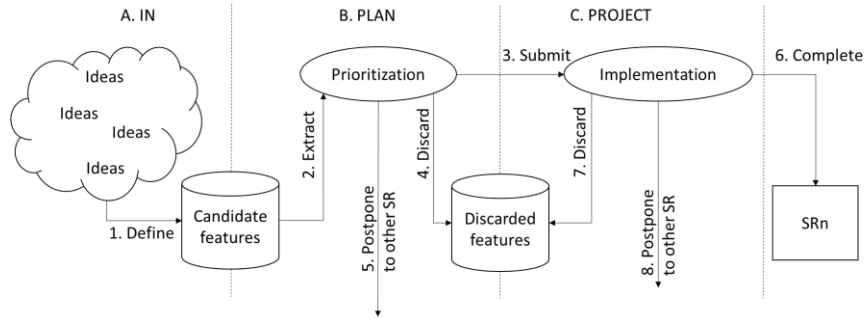 A. IN
B. PLAN
C. PROJECT
Ideas
Ideas
Ideas
Ideas
1. Define
Candidate
features
2. Extract
Prioritization
3. Submit
4. Discard
5. Postpone
to other SR
Discarded
features
Implementation
6. Complete
7. Discard
8. Postpone
to other SR
SRn